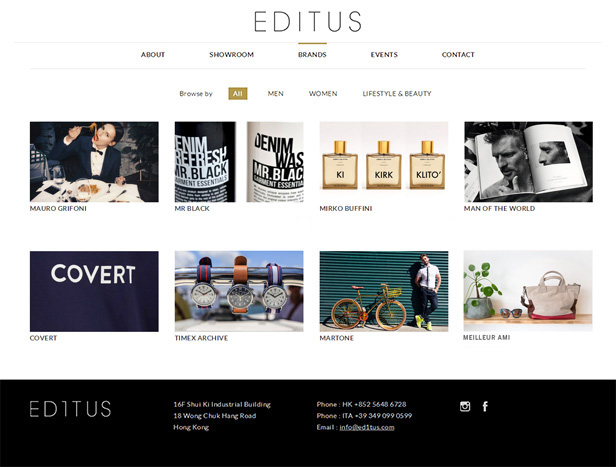 EDITUS
ABOUT SHOWROOM BRANDS EVENTS CONTACT
Browse by All MEN WOMEN LIFESTYLE & BEAUTY
DENIM
REFRESH
MR.BLACK
GARMENT ESSENTIALS
DENIM
WASH
MR.BLACK
GARMENT ESSENTIALS
KI KIRK KLITO'
MAURO GRIFONI MR BLACK MIRKO BUFFINI MAN OF THE WORLD
COVERT
COVERT TIMEX ARCHIVE MARTONE MEILLEUR AMI
ED1TUS
16F Shui Ki Industrial Building
18 Wong Chuk Hang Road
Hong Kong
Phone : HK +852 5648 6728
Phone : ITA +39 349 099 0599
Email : info@ed1tus.com